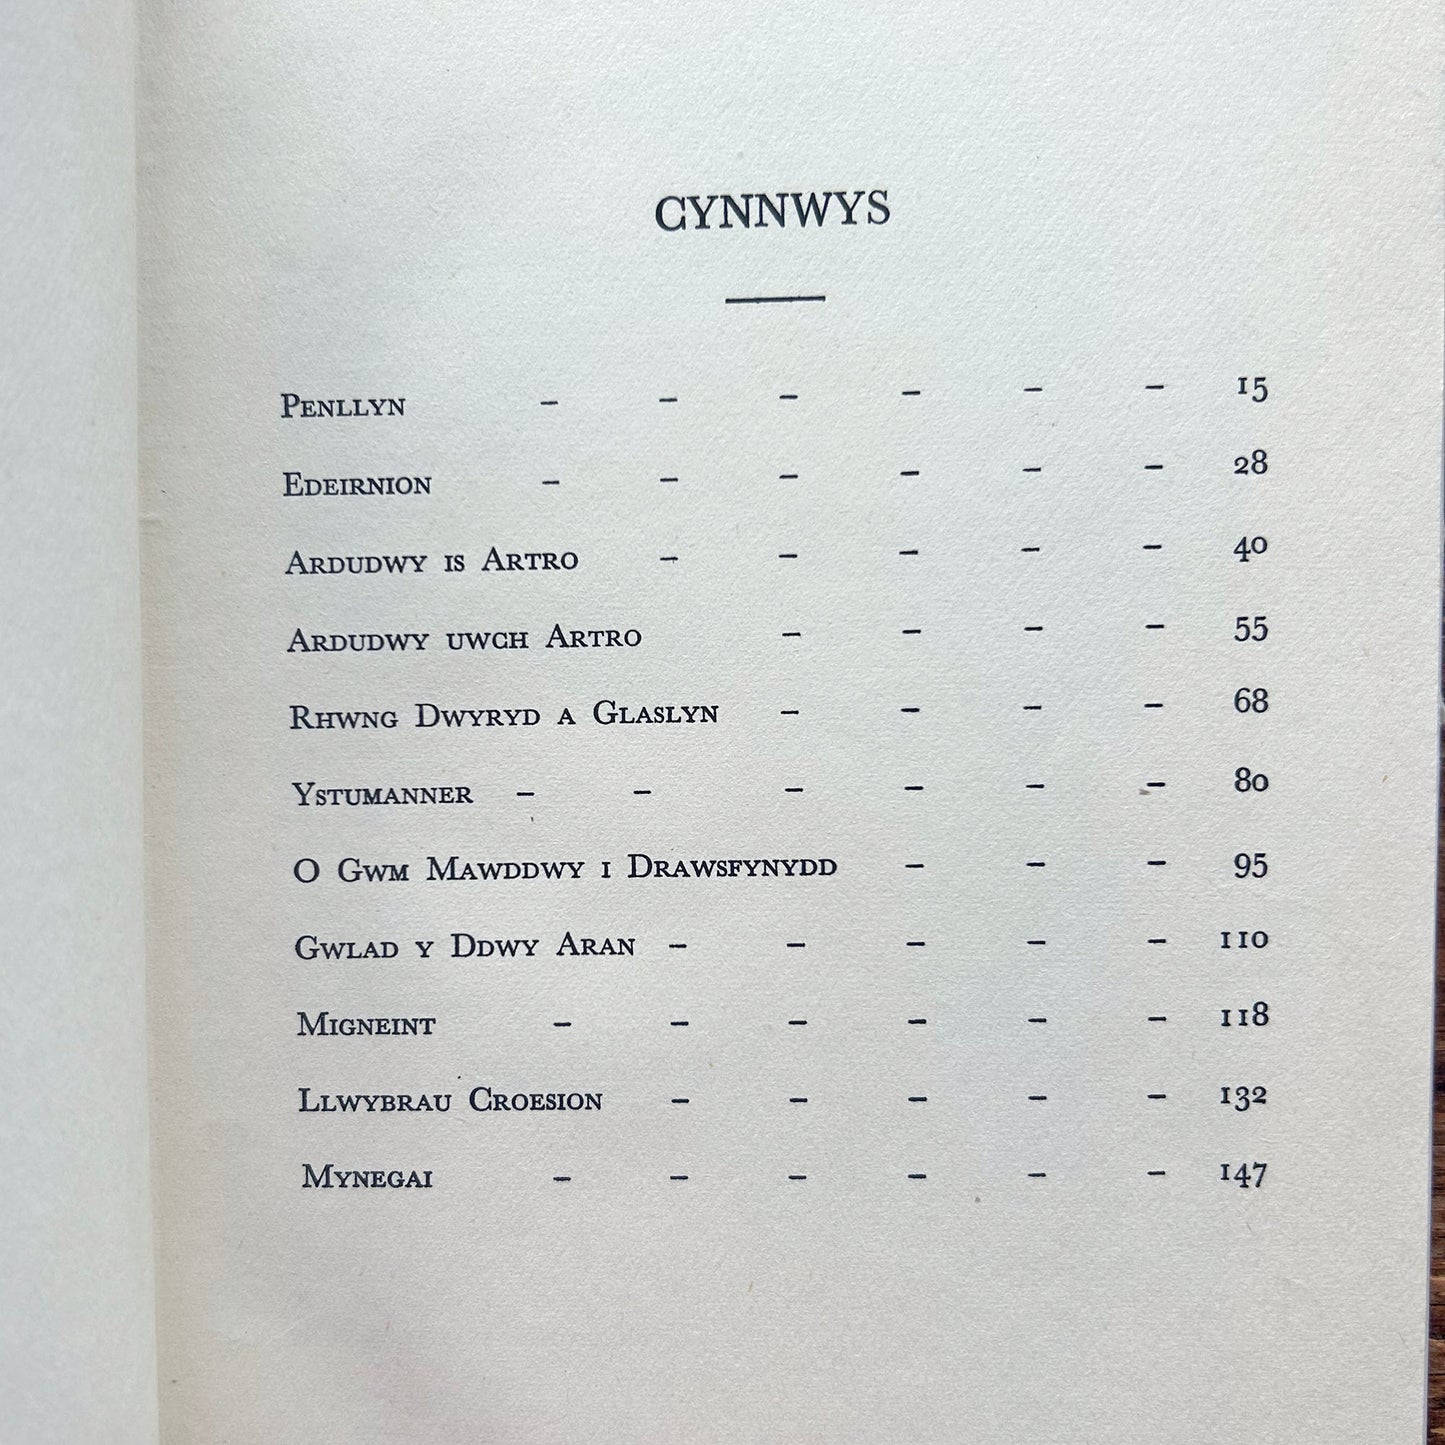 CYNNWYS
Penllyn - - - - - - 15
Edeirnion - - - - - - 28
Ardudwy is Artro - - - - - 40
Ardudwy uwch Artro - - - - 55
Rhwng Dwyryd a Glaslyn - - - - 68
Ystumanner - - - - - - 80
O Gwm Mawddwy i Drawsfynydd - - - 95
Gwlad y Ddwy Aran - - - - - 110
Migneint - - - - - - 118
Llwybrau Croesion - - - - - 132
Mynegai - - - - - - 147